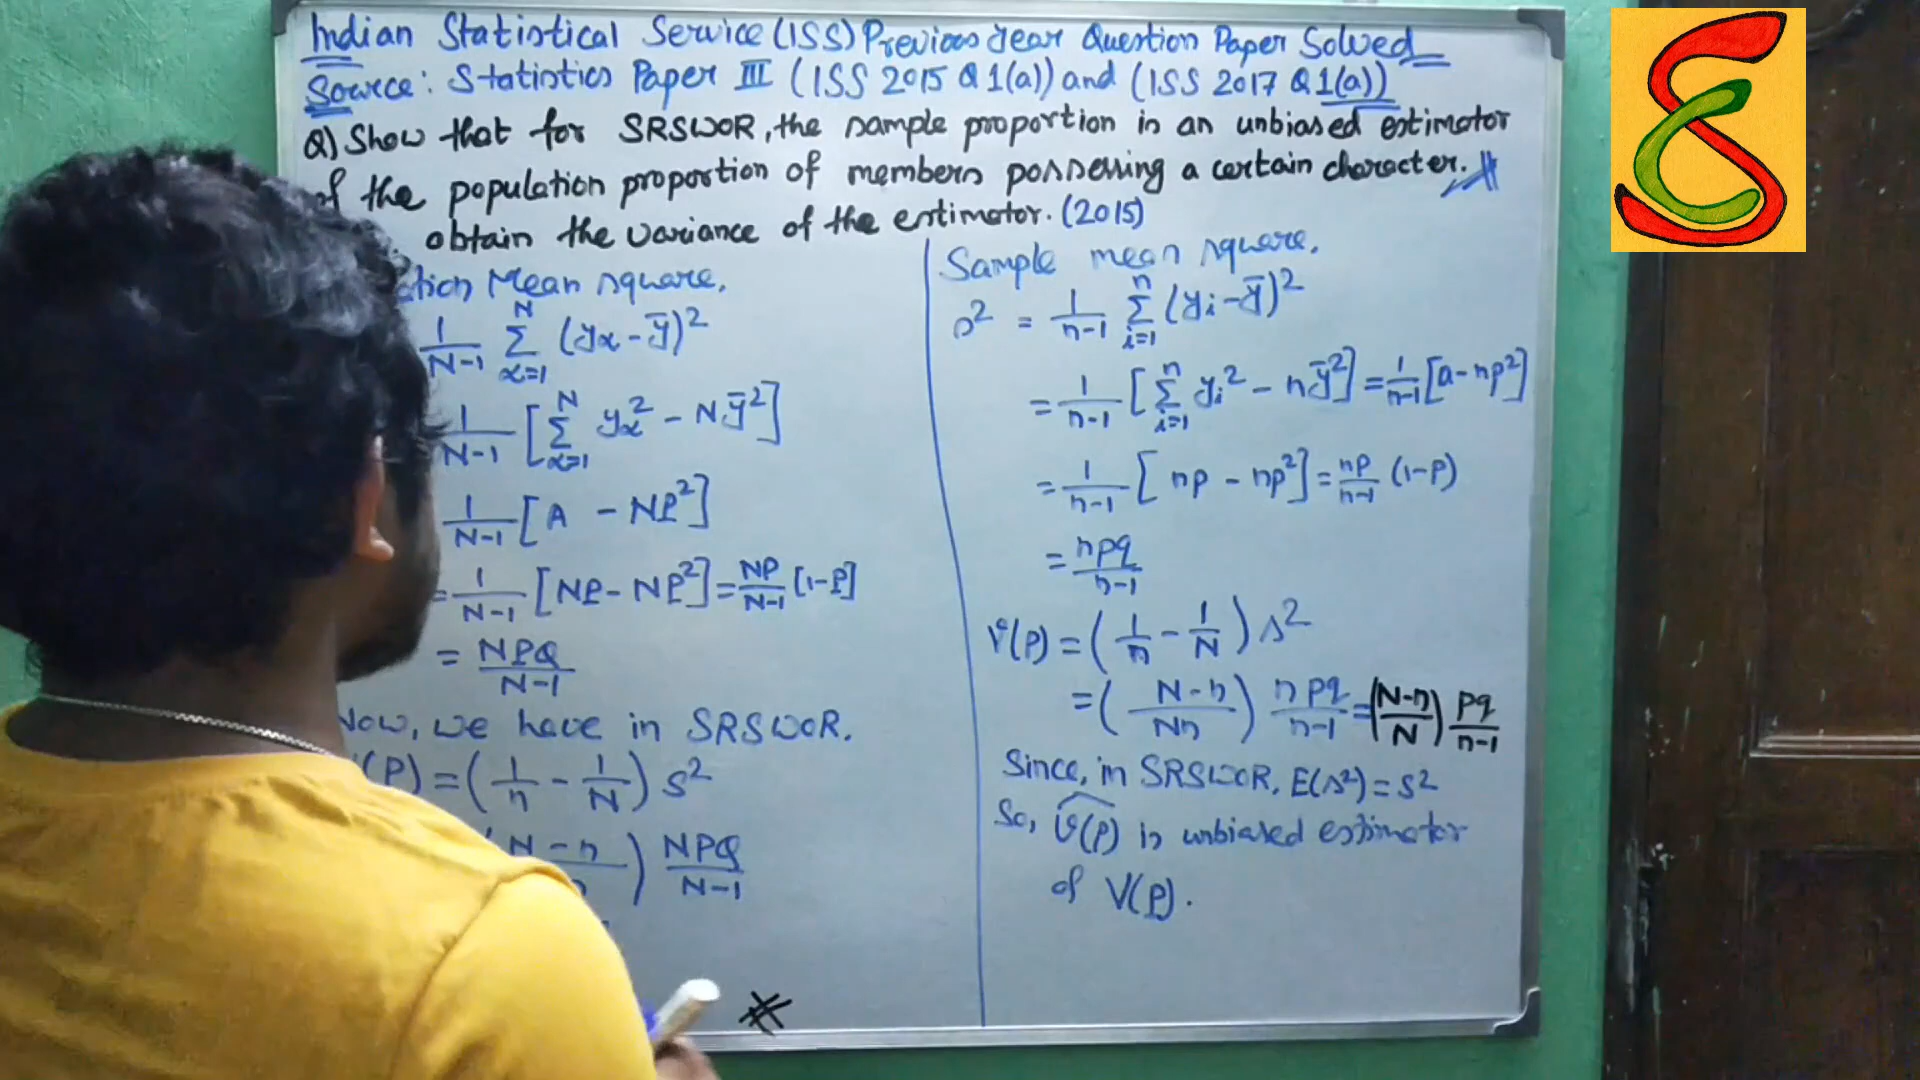 Indian Statistical Service (ISS) Previous Year Question Paper Solved
Source: Statistics Paper III (ISS 2015 Q1(a)) and (ISS 2017 Q1(a))
Q) Show that for SRSWOR, the sample proportion is an unbiased estimator
of the population proportion of members possessing a certain character.
obtain the variance of the estimator. (2015)
Mean square.
1/(N-1) Σ_{α=1}^{N} (yα - ȳ)²
1/(N-1) [Σ_{α=1}^{N} yα² - Nȳ²]
1/(N-1) [A - NP²]
= 1/(N-1) [NP - NP²] = NP/(N-1) [1-P]
= NPQ/(N-1)
Now, we have in SRSWOR.
(P) = (1/n - 1/N) S²
N-n ) NPQ/(N-1)
Sample mean square.
s² = 1/(n-1) Σ_{i=1}^{n} (yi - ȳ)²
= 1/(n-1) [Σ_{i=1}^{n} yi² - nȳ²] = 1/(n-1) [a - np²]
= 1/(n-1) [np - np²] = np/(n-1) (1-p)
= npq/(n-1)
v(p) = (1/n - 1/N) s²
= ((N-n)/Nn) npq/(n-1) = ((N-n)/N) pq/(n-1)
Since, in SRSWOR, E(s²) = S²
So, v̂(p) is unbiased estimator
of V(p).